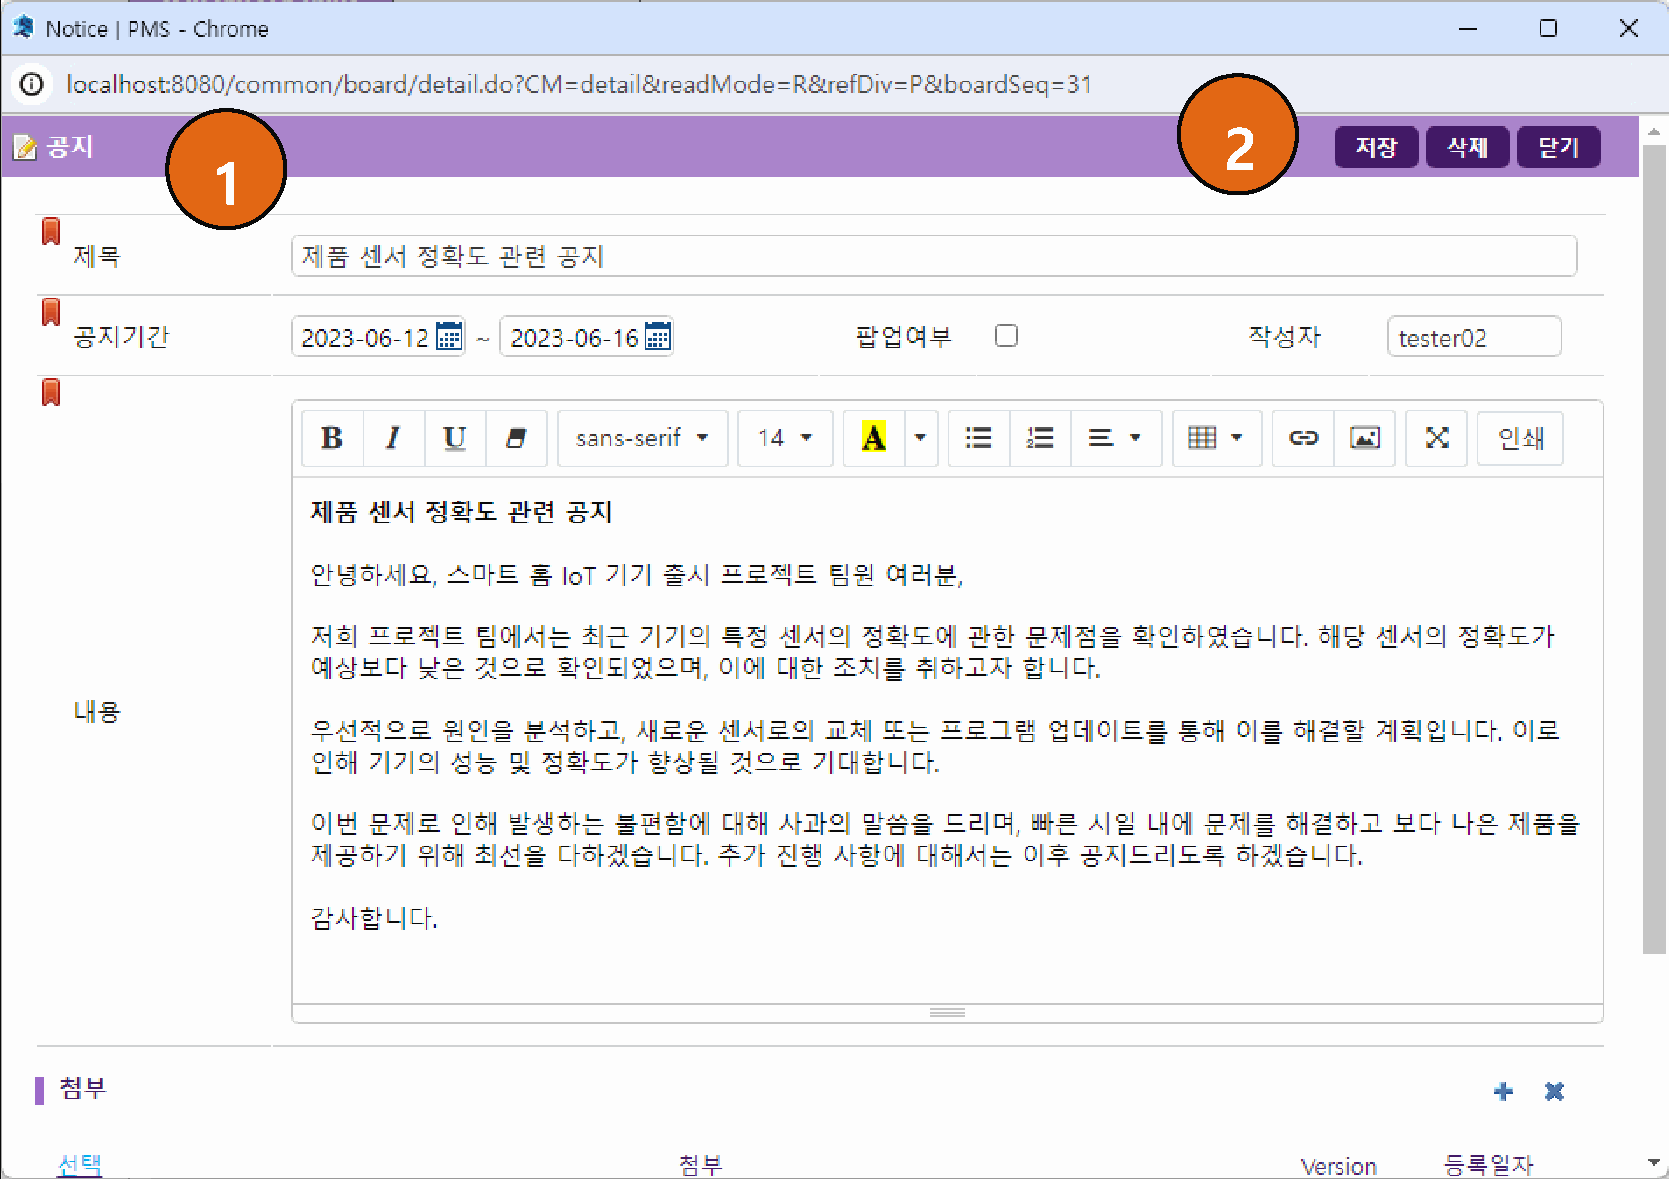 Notice | PMS - Chrome
localhost:8080/common/board/detail.do?CM=detail&readMode=R&refDiv=P&boardSeq=31
공지
1
2
저장 삭제 닫기
제목 제품 센서 정확도 관련 공지
공지기간 2023-06-12 ~ 2023-06-16 팝업여부 작성자 tester02
B I U sans-serif 14 A 인쇄
내용
제품 센서 정확도 관련 공지
안녕하세요, 스마트 홈 IoT 기기 출시 프로젝트 팀원 여러분,
저희 프로젝트 팀에서는 최근 기기의 특정 센서의 정확도에 관한 문제점을 확인하였습니다. 해당 센서의 정확도가
예상보다 낮은 것으로 확인되었으며, 이에 대한 조치를 취하고자 합니다.
우선적으로 원인을 분석하고, 새로운 센서로의 교체 또는 프로그램 업데이트를 통해 이를 해결할 계획입니다. 이로
인해 기기의 성능 및 정확도가 향상될 것으로 기대합니다.
이번 문제로 인해 발생하는 불편함에 대해 사과의 말씀을 드리며, 빠른 시일 내에 문제를 해결하고 보다 나은 제품을
제공하기 위해 최선을 다하겠습니다. 추가 진행 사항에 대해서는 이후 공지드리도록 하겠습니다.
감사합니다.
첨부
선택 첨부 Version 등록일자